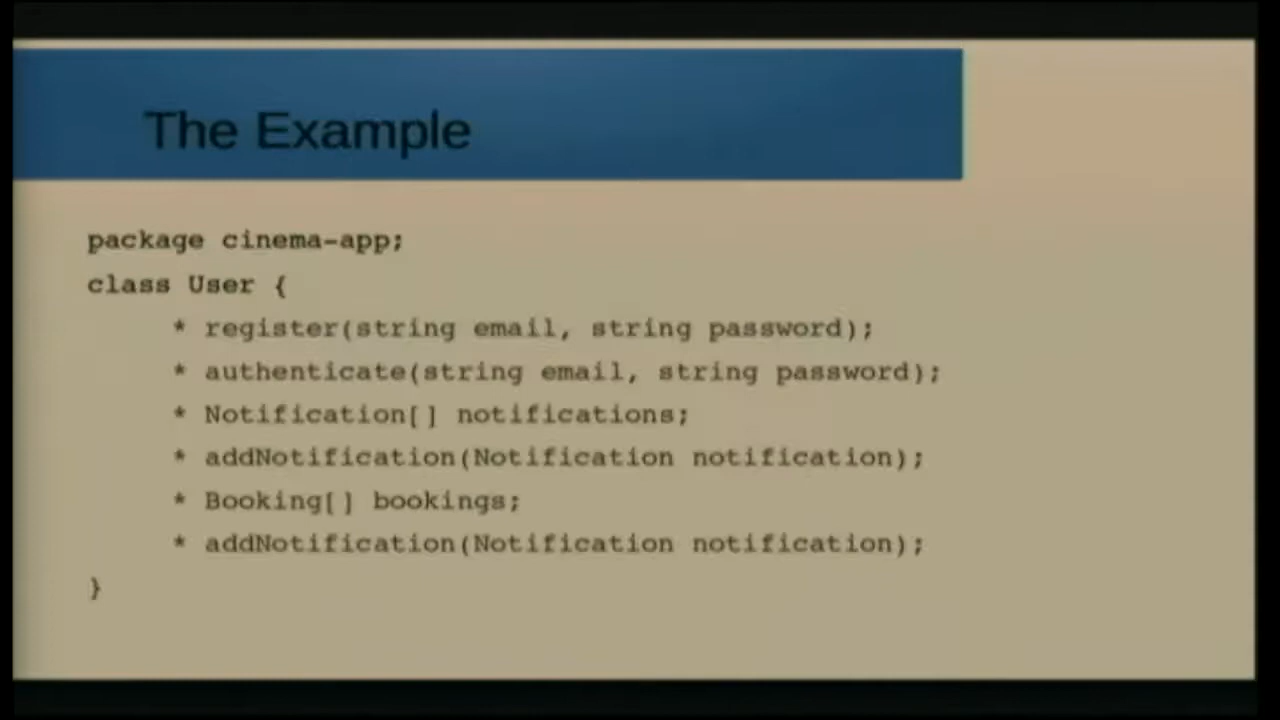 The Example
package cinema-app;
class User {
* register(string email, string password);
* authenticate(string email, string password);
* Notification[] notifications;
* addNotification(Notification notification);
* Booking[] bookings;
* addNotification(Notification notification);
}